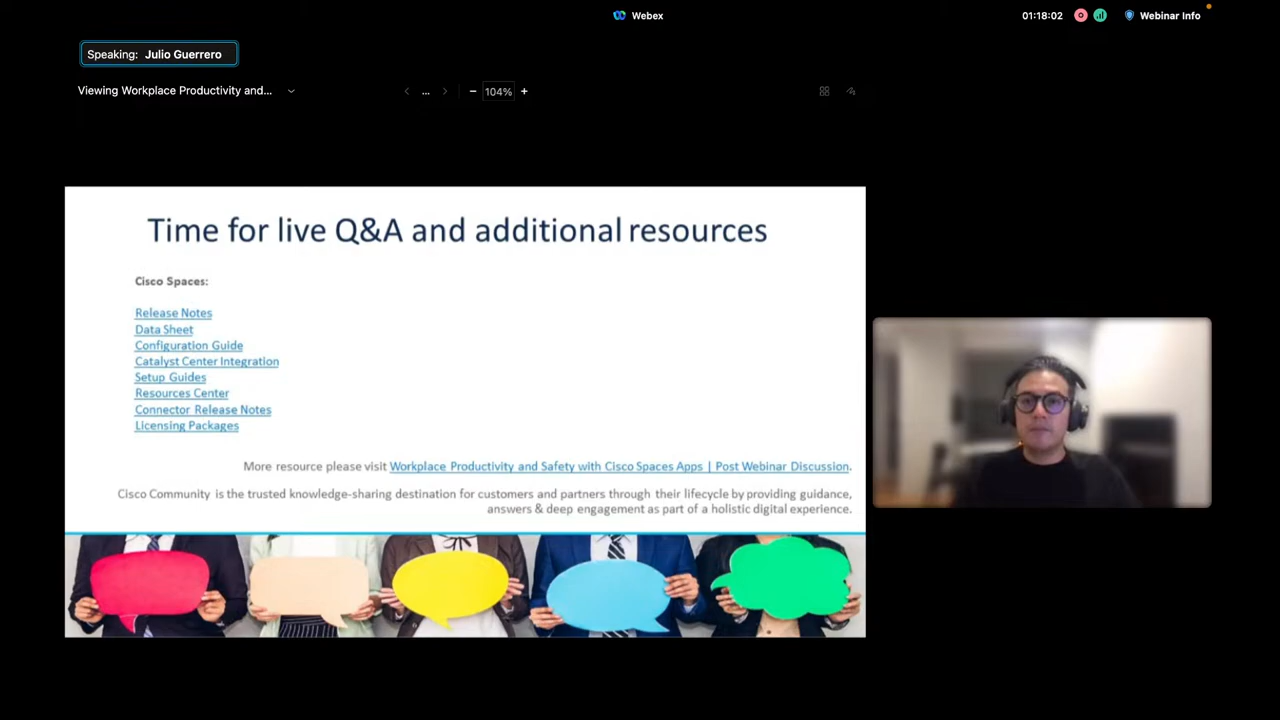 Webex
01:18:02
Webinar Info
Speaking: Julio Guerrero
Viewing Workplace Productivity and...
...
104%
Time for live Q&A and additional resources
Cisco Spaces:
Release Notes
Data Sheet
Configuration Guide
Catalyst Center Integration
Setup Guides
Resources Center
Connector Release Notes
Licensing Packages
More resource please visit Workplace Productivity and Safety with Cisco Spaces Apps | Post Webinar Discussion.
Cisco Community is the trusted knowledge-sharing destination for customers and partners through their lifecycle by providing guidance,
answers & deep engagement as part of a holistic digital experience.